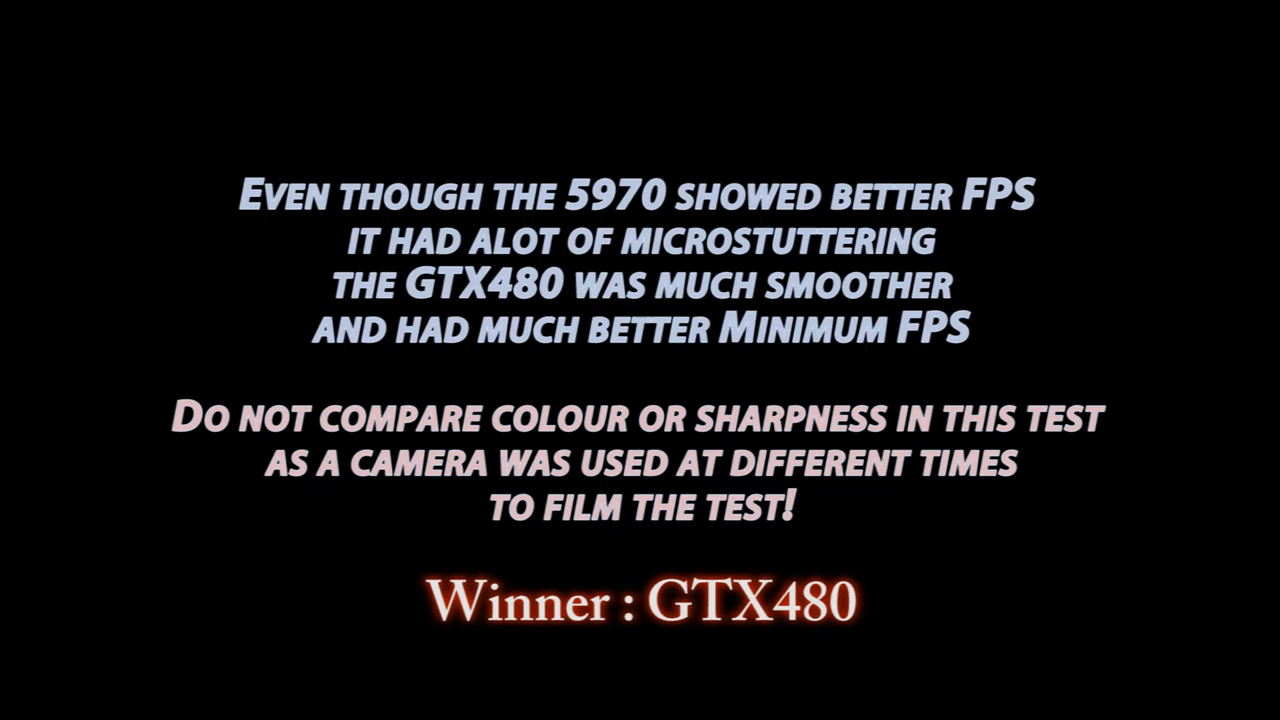 Even though the 5970 showed better FPS
it had alot of microstuttering
the GTX480 was much smoother
and had much better Minimum FPS
Do not compare colour or sharpness in this test
as a camera was used at different times
to film the test!
Winner : GTX480